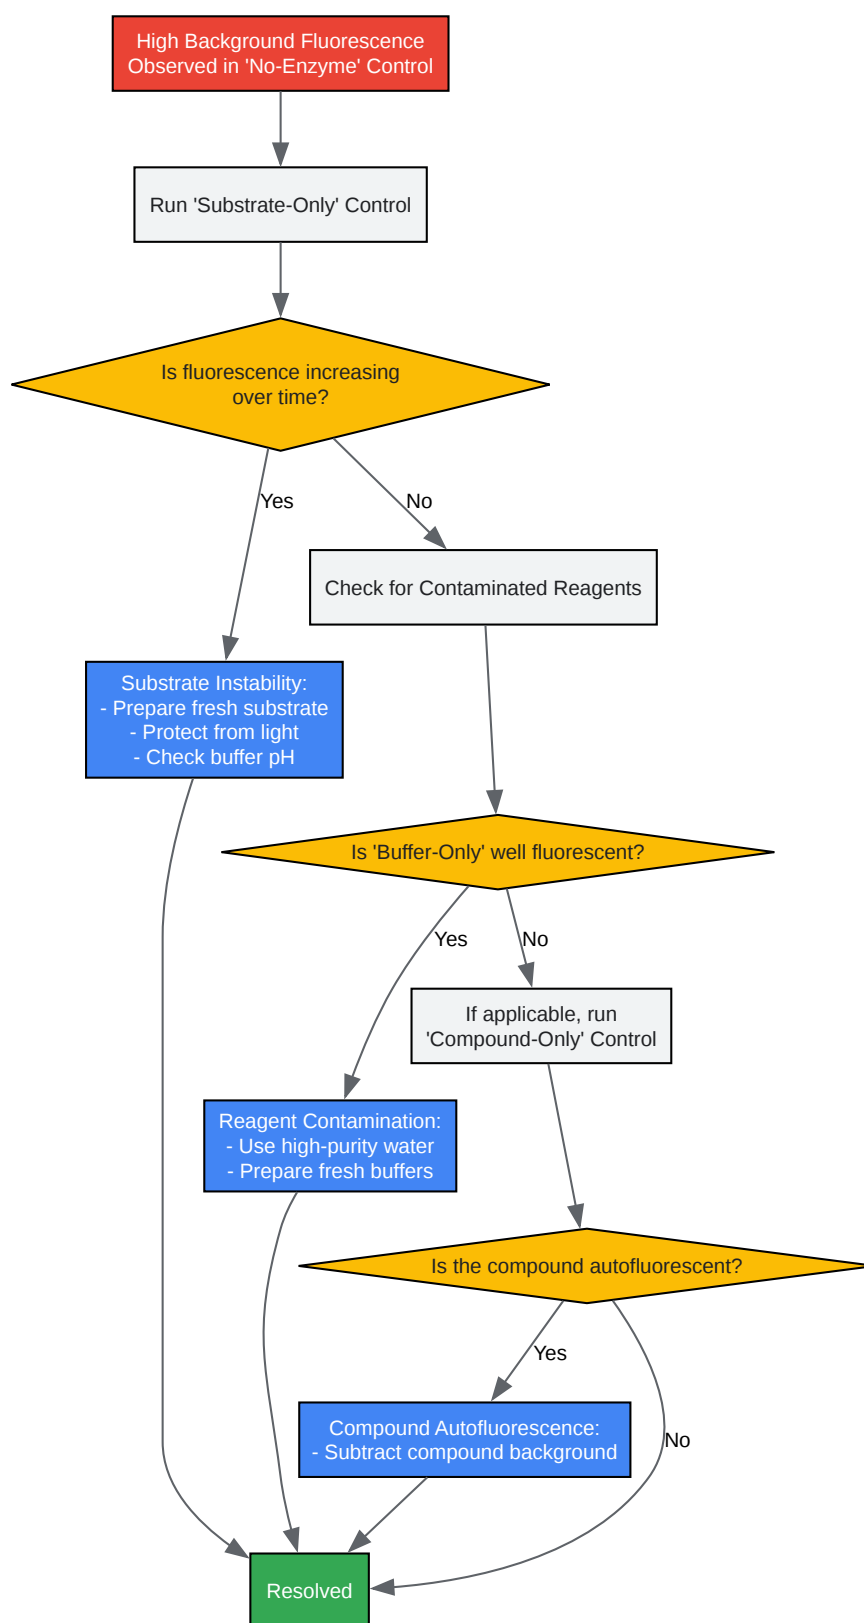 High Background Fluorescence
Observed in 'No-Enzyme' Control
Run 'Substrate-Only' Control
Is fluorescence increasing
over time?
Yes
No
Check for Contaminated Reagents
Substrate Instability:
- Prepare fresh substrate
- Protect from light
- Check buffer pH
Is 'Buffer-Only' well fluorescent?
Yes
No
If applicable, run
'Compound-Only' Control
Reagent Contamination:
- Use high-purity water
- Prepare fresh buffers
Is the compound autofluorescent?
Yes
Compound Autofluorescence:
- Subtract compound background
No
Resolved